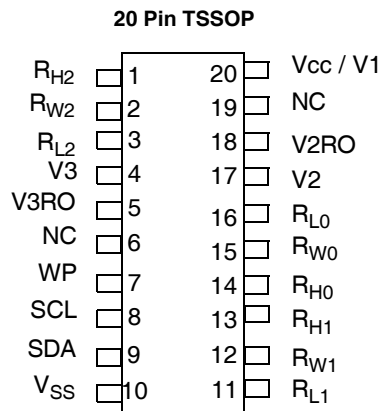 20 Pin TSSOP
RH2 1 20 Vcc / V1
RW2 2 19 NC
RL2 3 18 V2RO
V3 4 17 V2
V3RO 5 16 RL0
NC 6 15 RW0
WP 7 14 RH0
SCL 8 13 RH1
SDA 9 12 RW1
VSS 10 11 RL1